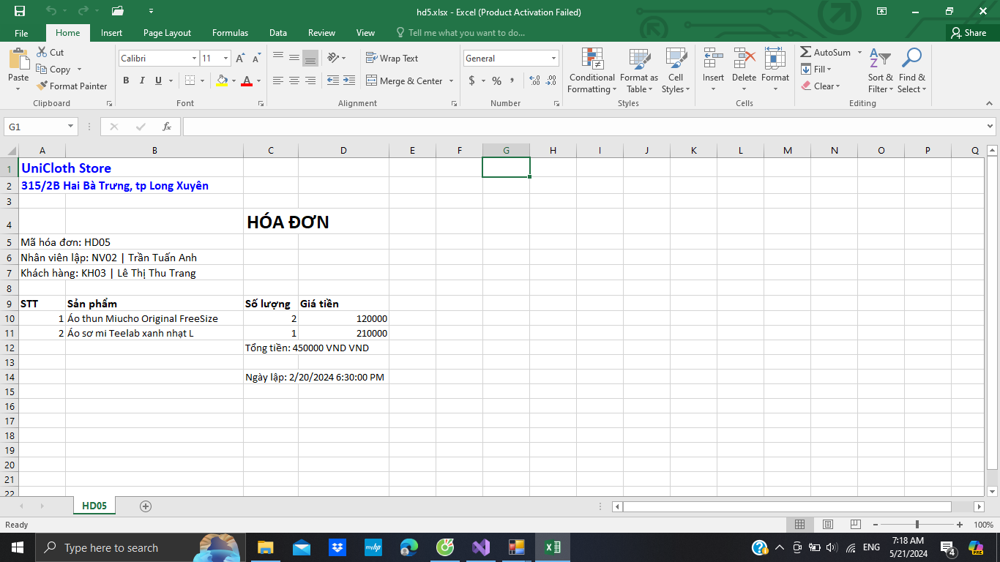 hd5.xlsx - Excel (Product Activation Failed)
File Home Insert Page Layout Formulas Data Review View Tell me what you want to do... Share
Paste Cut Copy Format Painter Clipboard
Calibri 11 B I U A Font
Wrap Text Merge & Center Alignment
General $ % , Number
Conditional Formatting Format as Table Cell Styles Styles
Insert Delete Format Cells
AutoSum Fill Clear Sort & Filter Find & Select Editing
G1 fx
A B C D E F G H I J K L M N O P Q
1 UniCloth Store
2 315/2B Hai Bà Trưng, tp Long Xuyên
3
4 HÓA ĐƠN
5 Mã hóa đơn: HD05
6 Nhân viên lập: NV02 | Trần Tuấn Anh
7 Khách hàng: KH03 | Lê Thị Thu Trang
8
9 STT Sản phẩm Số lượng Giá tiền
10 1 Áo thun Miucho Original FreeSize 2 120000
11 2 Áo sơ mi Teelab xanh nhạt L 1 210000
12 Tổng tiền: 450000 VND VND
13
14 Ngày lập: 2/20/2024 6:30:00 PM
15
16
17
18
19
20
21
22
HD05
Ready 100%
Type here to search myhp ENG 7:18 AM
5/21/2024 4 PRE